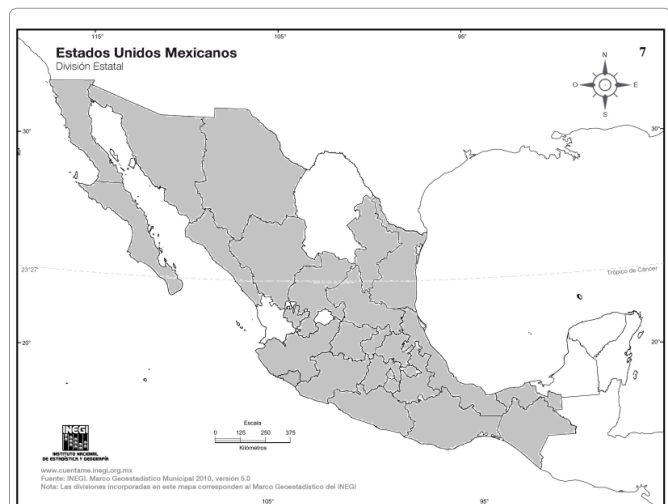 115°
105°
95°
Estados Unidos Mexicanos
División Estatal
7
N
O
E
S
30°
30°
23°27'
Trópico de Cáncer
20°
20°
Escala
0 125 250 375
Kilómetros
INEGI
INSTITUTO NACIONAL
DE ESTADÍSTICA Y GEOGRAFÍA
www.cuentame.inegi.org.mx
Fuente: INEGI. Marco Geoestadístico Municipal 2010, versión 5.0
Nota: Las divisiones incorporadas en este mapa corresponden al Marco Geoestadístico del INEGI
105°
95°